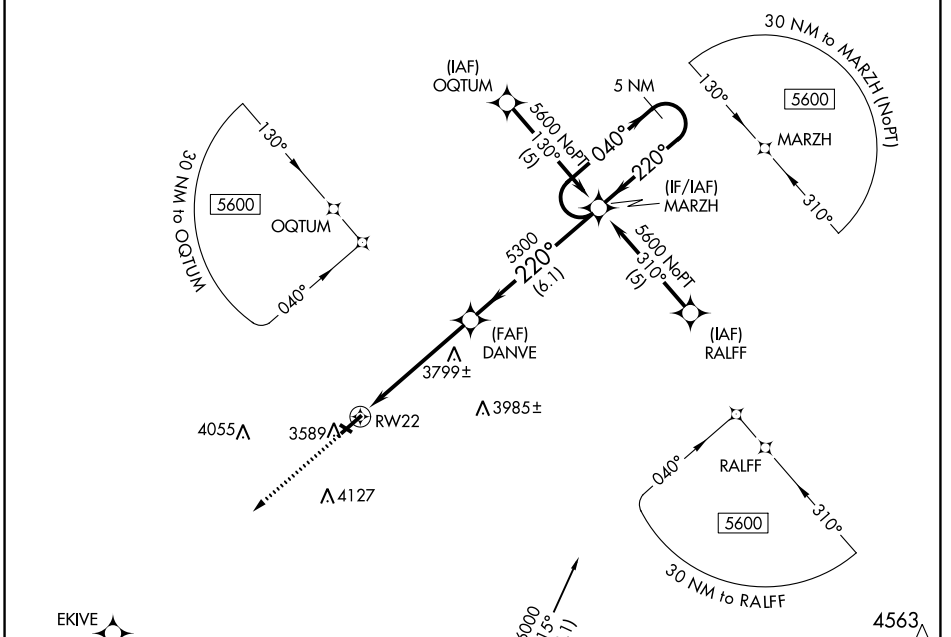 30 NM to MARZH (NoPT)
130°
5600
MARZH
310°
(IAF)
OQTUM
5600 NoPT
130°
(5)
5 NM
040°
220°
(IF/IAF)
MARZH
30 NM to OQTUM
130°
5600
OQTUM
040°
5300
220°
(6.1)
5600 NoPT
310°
(5)
(IAF)
RALFF
(FAF)
DANVE
3799±
3985±
RW22
4055
3589
4127
040°
RALFF
5600
310°
30 NM to RALFF
EKIVE
4563